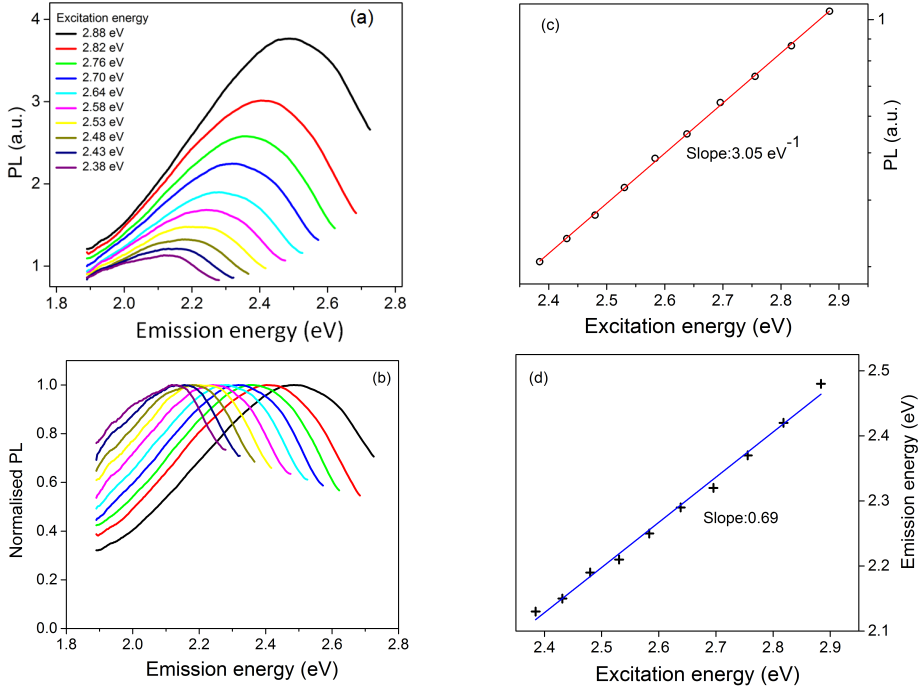 (a)
Excitation energy
2.88 eV
2.82 eV
2.76 eV
2.70 eV
2.64 eV
2.58 eV
2.53 eV
2.48 eV
2.43 eV
2.38 eV
4
3
2
1
PL (a.u.)
1.8 2.0 2.2 2.4 2.6 2.8
Emission energy (eV)
(c)
Slope:3.05 eV-1
1
PL (a.u.)
2.4 2.5 2.6 2.7 2.8 2.9
Excitation energy (eV)
(b)
1.0
0.8
0.6
0.4
0.2
0.0
Normalised PL
1.8 2.0 2.2 2.4 2.6 2.8
Emission energy (eV)
(d)
Slope:0.69
2.5
2.4
2.3
2.2
2.1
Emission energy (eV)
2.4 2.5 2.6 2.7 2.8 2.9
Excitation energy (eV)